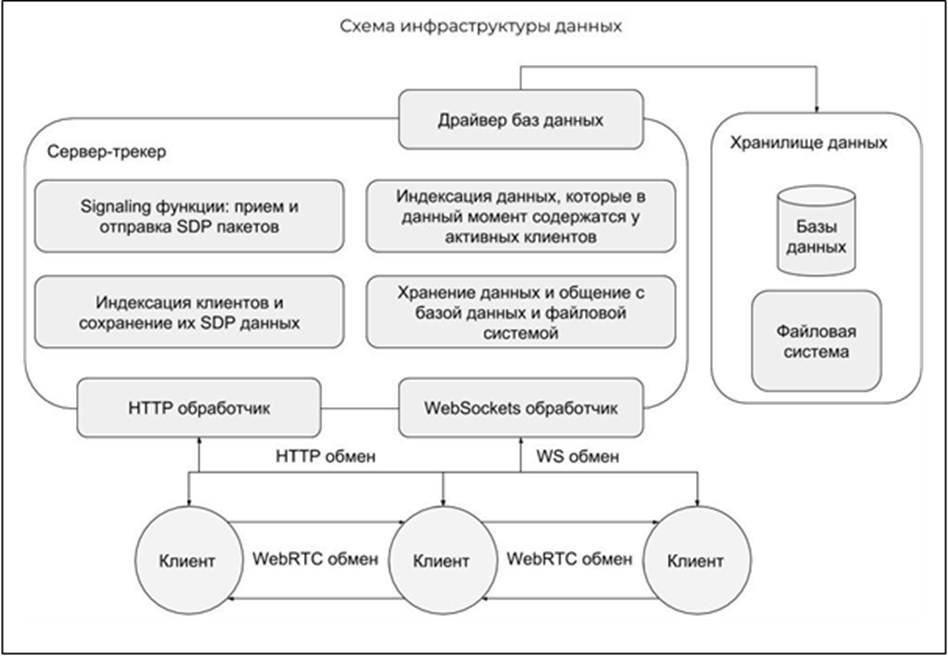 Схема инфраструктуры данных
Драйвер баз данных
Сервер-трекер
Хранилище данных
Signaling функции: прием и
отправка SDP пакетов
Индексация данных, которые в
данный момент содержатся у
активных клиентов
Базы
данных
Индексация клиентов и
сохранение их SDP данных
Хранение данных и общение с
базой данных и файловой
системой
Файловая
система
HTTP обработчик
WebSockets обработчик
HTTP обмен
WS обмен
Клиент
WebRTC обмен
Клиент
WebRTC обмен
Клиент